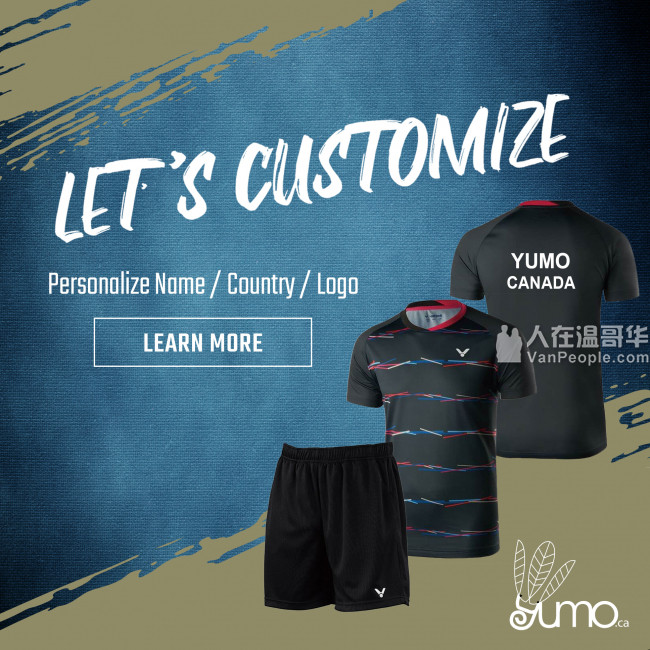 LET'S CUSTOMIZE
Personalize Name / Country / Logo
LEARN MORE
YUMO
CANADA
人在温哥华
VanPeople.com
yumo.ca